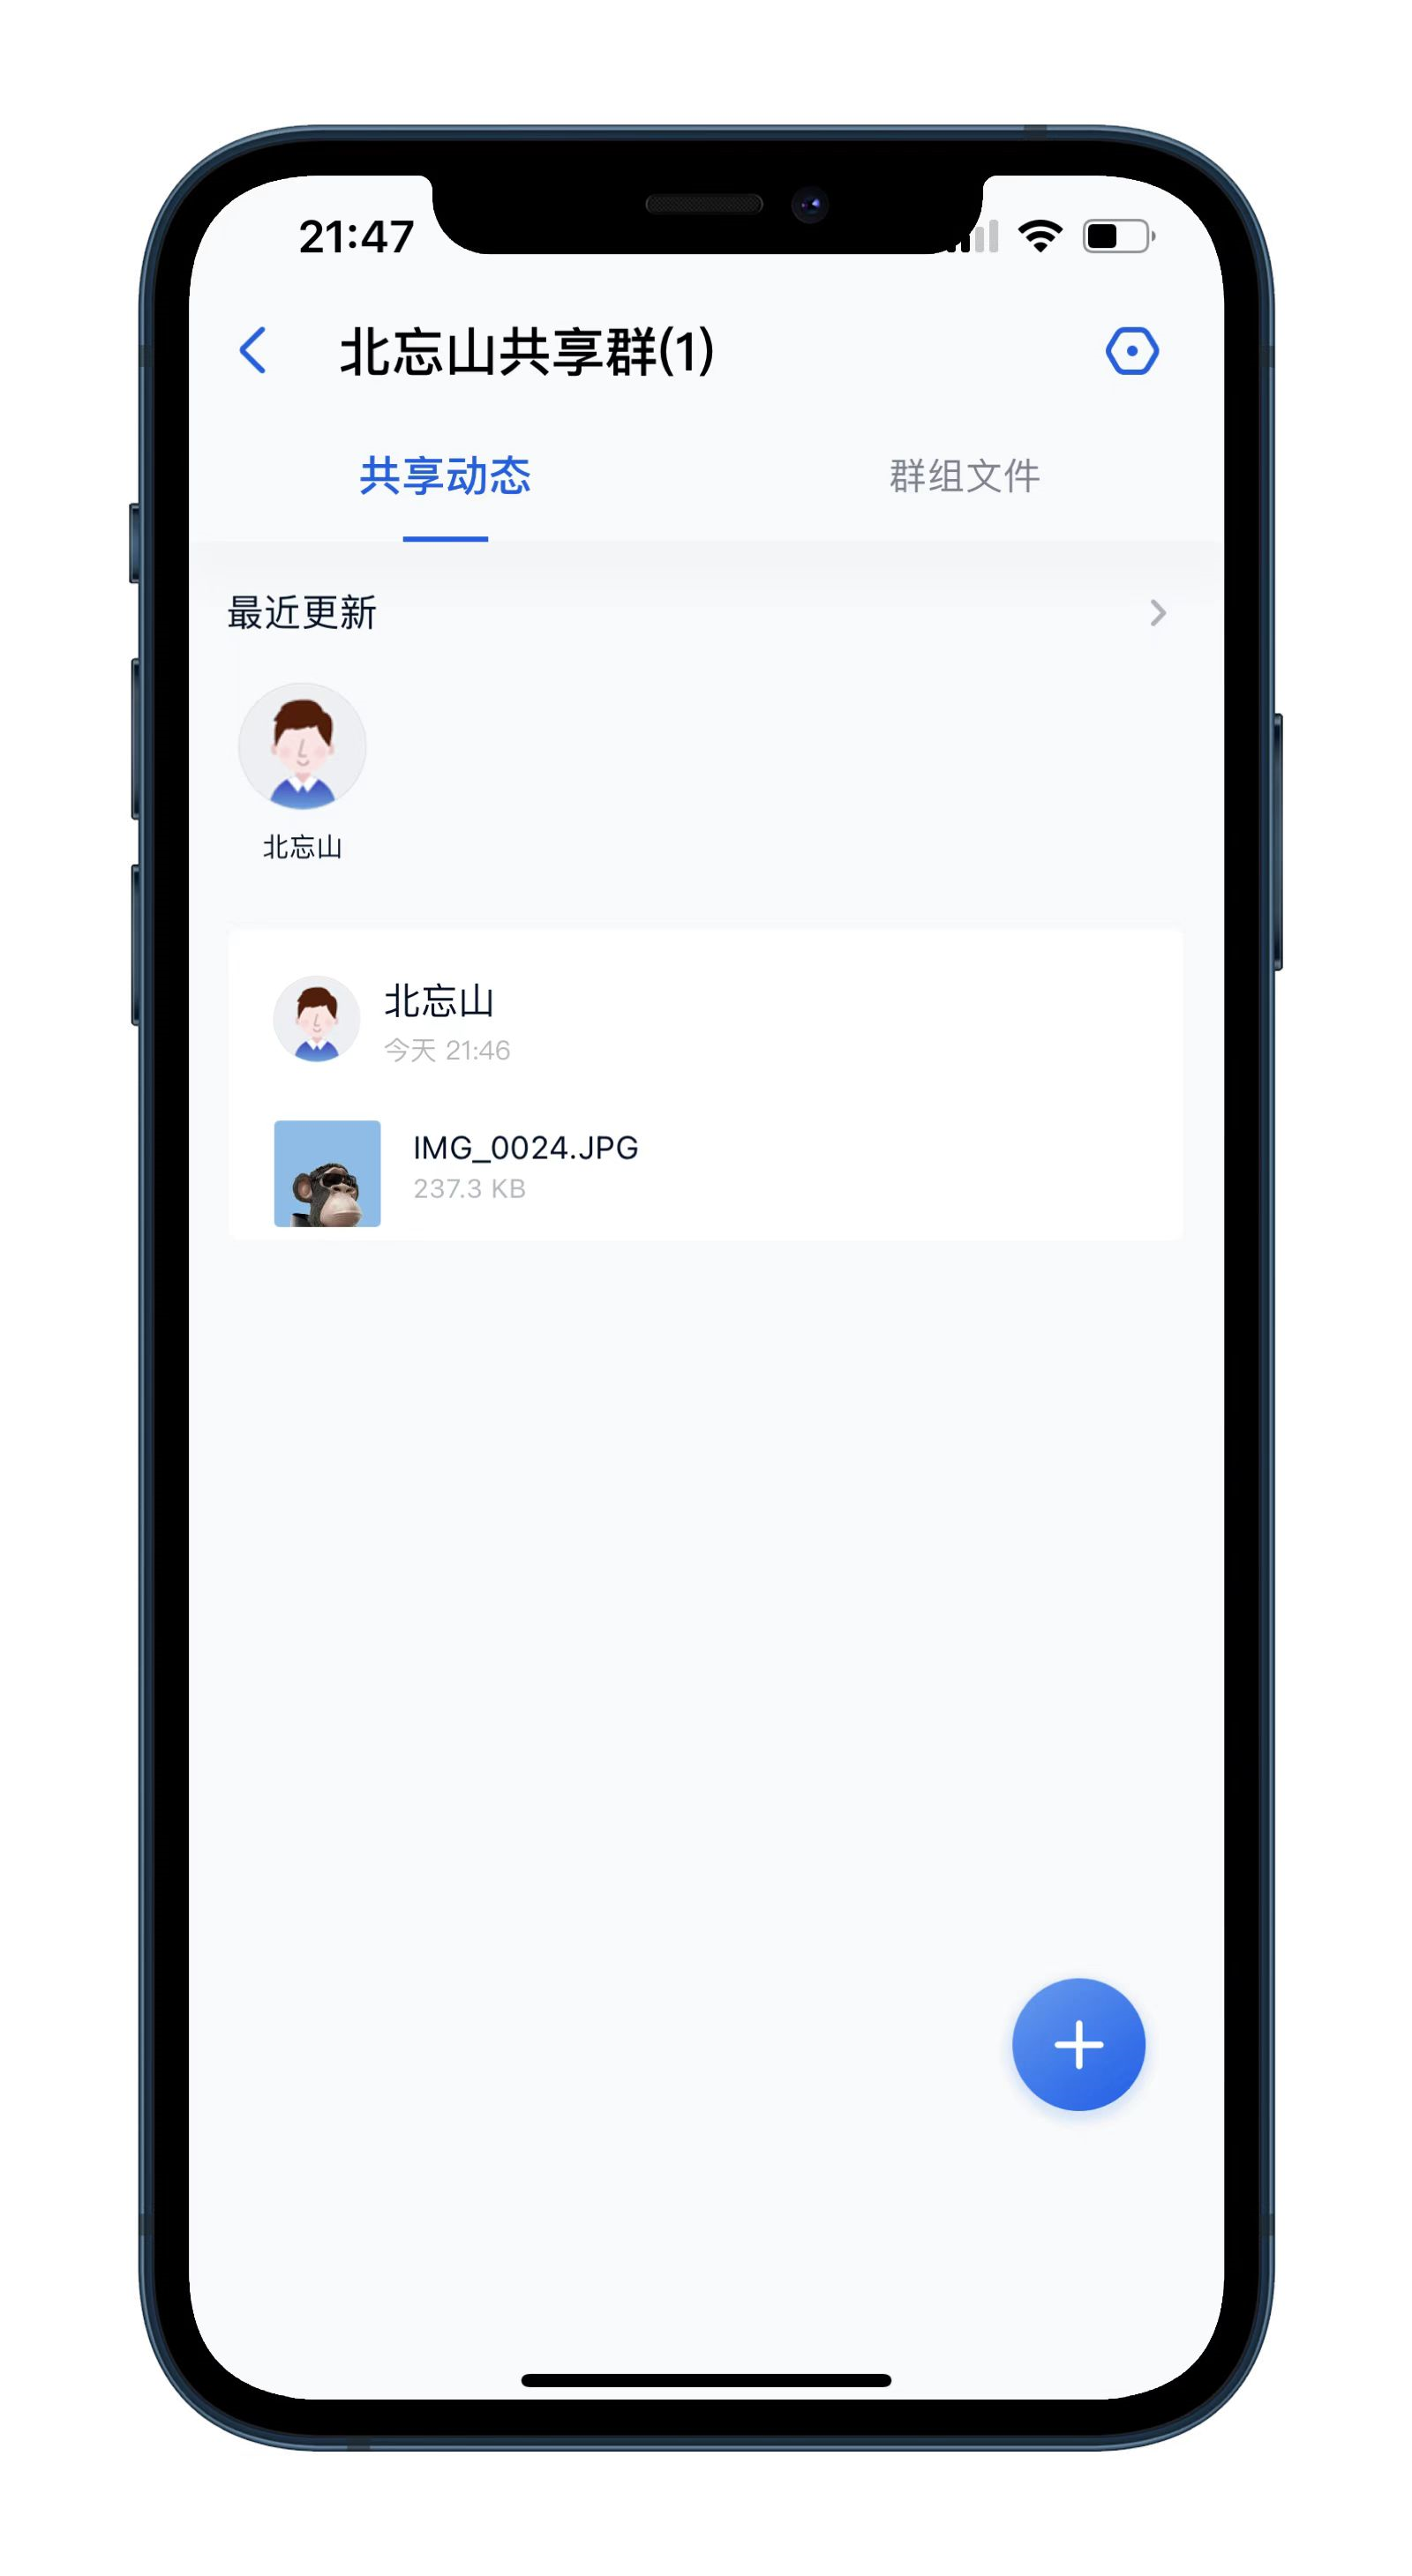 21:47
北忘山共享群(1)
共享动态
群组文件
最近更新
北忘山
北忘山
今天 21:46
IMG_0024.JPG
237.3 KB